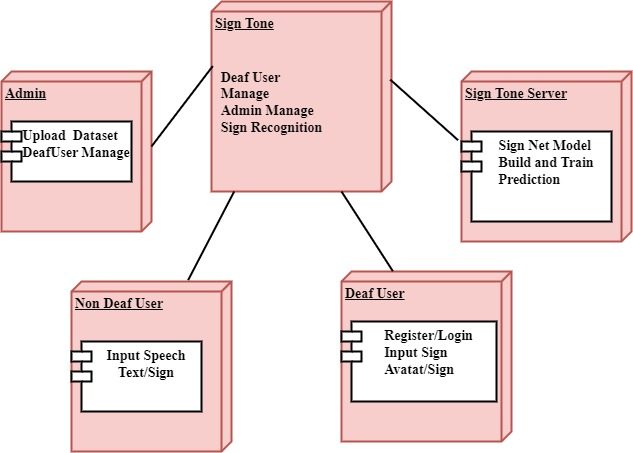 Sign Tone
Deaf User
Manage
Admin Manage
Sign Recognition
Admin
Upload Dataset
DeafUser Manage
Sign Tone Server
Sign Net Model
Build and Train
Prediction
Non Deaf User
Input Speech
Text/Sign
Deaf User
Register/Login
Input Sign
Avatat/Sign